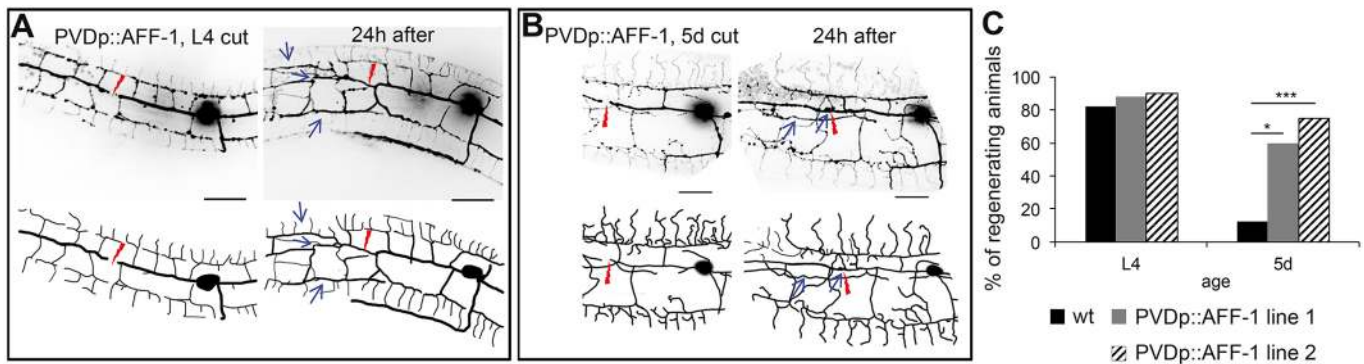 A
PVDp::AFF-1, L4 cut
24h after
B
PVDp::AFF-1, 5d cut
24h after
C
% of regenerating animals
100
80
60
40
20
0
***
*
L4
5d
age
wt
PVDp::AFF-1 line 1
PVDp::AFF-1 line 2